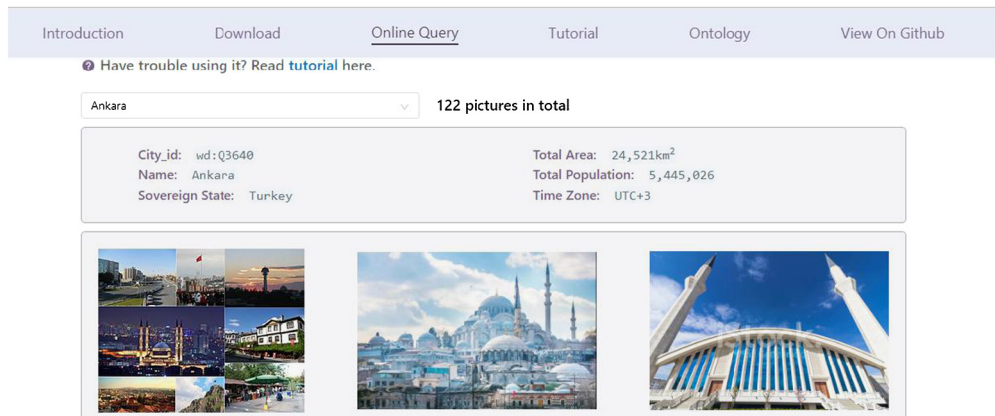 Introduction Download Online Query Tutorial Ontology View On Github
Have trouble using it? Read tutorial here.
Ankara 122 pictures in total
City_id: wd:Q3640 Total Area: 24,521km²
Name: Ankara Total Population: 5,445,026
Sovereign State: Turkey Time Zone: UTC+3